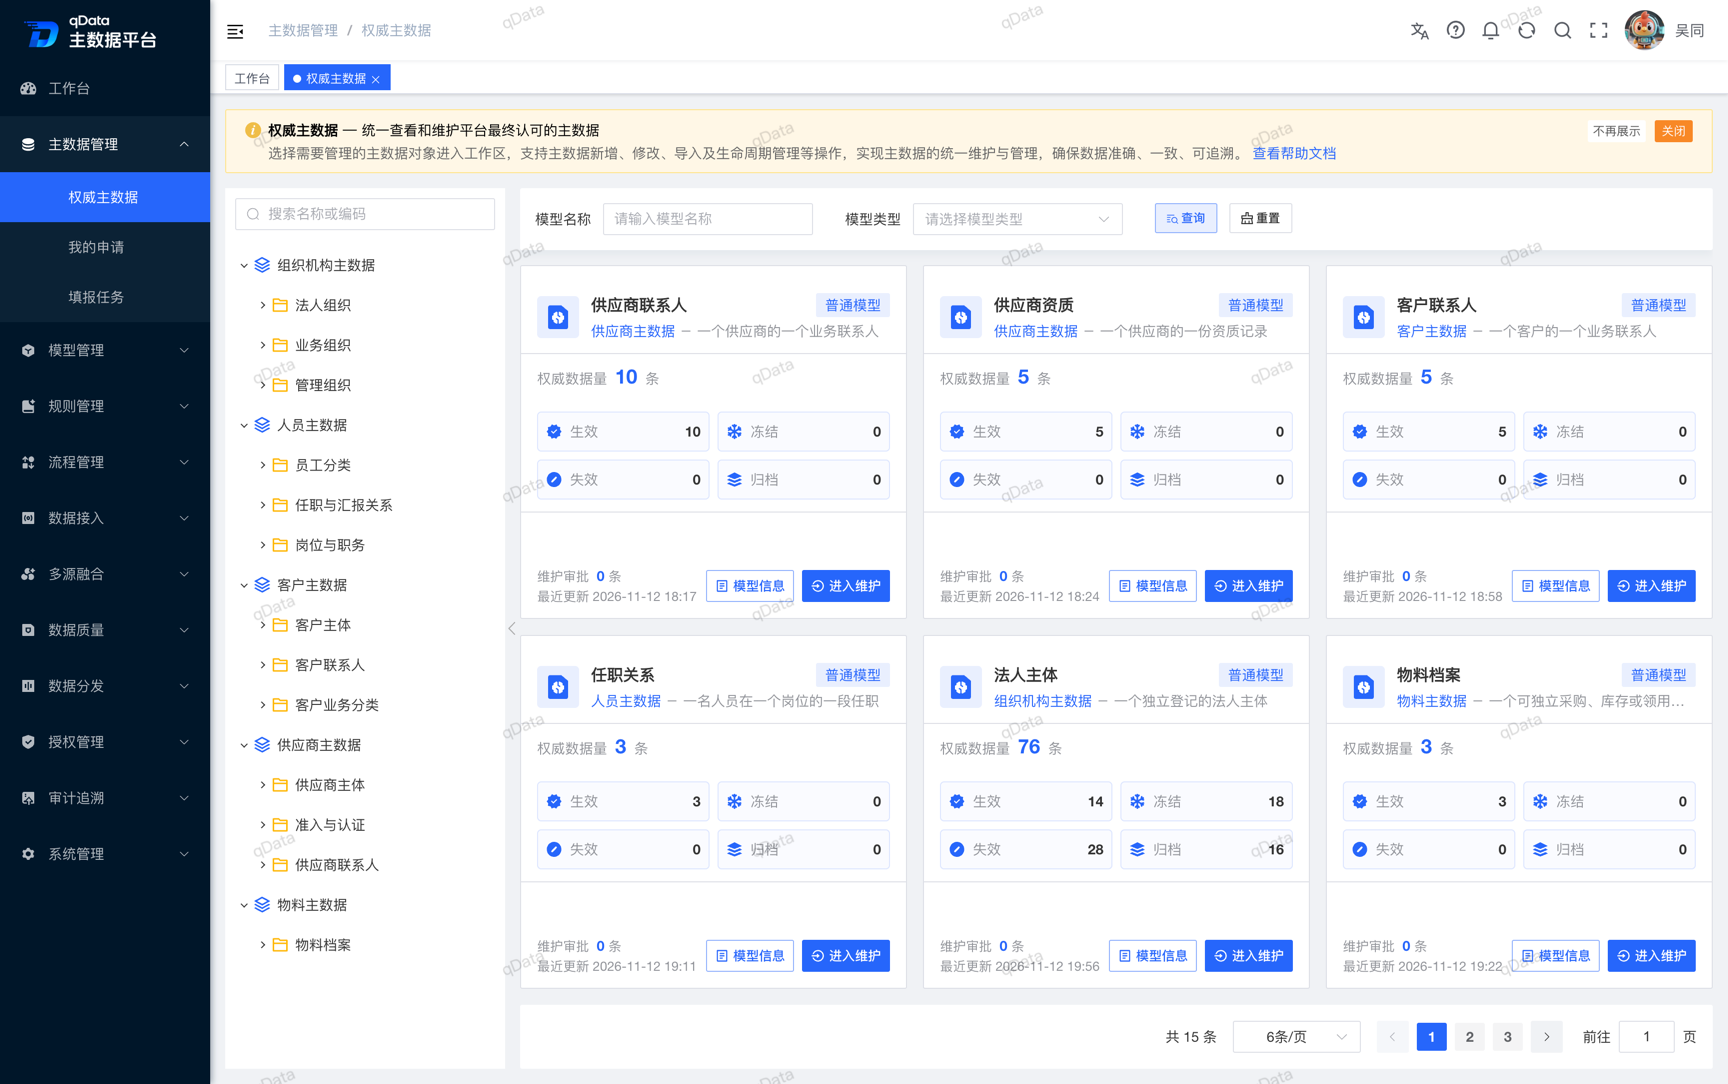 qData
主数据平台
工作台
主数据管理
权威主数据
我的申请
填报任务
模型管理
规则管理
流程管理
数据接入
多源融合
数据质量
数据分发
授权管理
审计追溯
系统管理
主数据管理 / 权威主数据
吴同
工作台
权威主数据
权威主数据 — 统一查看和维护平台最终认可的主数据
选择需要管理的主数据对象进入工作区，支持主数据新增、修改、导入及生命周期管理等操作，实现主数据的统一维护与管理，确保数据准确、一致、可追溯。 查看帮助文档
不再展示
关闭
搜索名称或编码
组织机构主数据
法人组织
业务组织
管理组织
人员主数据
员工分类
任职与汇报关系
岗位与职务
客户主数据
客户主体
客户联系人
客户业务分类
供应商主数据
供应商主体
准入与认证
供应商联系人
物料主数据
物料档案
模型名称 请输入模型名称
模型类型 请选择模型类型
查询
重置
供应商联系人 普通模型
供应商主数据 — 一个供应商的一个业务联系人
权威数据量 10 条
生效 10 冻结 0
失效 0 归档 0
维护审批 0 条
最近更新 2026-11-12 18:17
模型信息 进入维护
供应商资质 普通模型
供应商主数据 — 一个供应商的一份资质记录
权威数据量 5 条
生效 5 冻结 0
失效 0 归档 0
维护审批 0 条
最近更新 2026-11-12 18:24
模型信息 进入维护
客户联系人 普通模型
客户主数据 — 一个客户的一个业务联系人
权威数据量 5 条
生效 5 冻结 0
失效 0 归档 0
维护审批 0 条
最近更新 2026-11-12 18:58
模型信息 进入维护
任职关系 普通模型
人员主数据 — 一名人员在一个岗位的一段任职
权威数据量 3 条
生效 3 冻结 0
失效 0 归档 0
维护审批 0 条
最近更新 2026-11-12 19:11
模型信息 进入维护
法人主体 普通模型
组织机构主数据 — 一个独立登记的法人主体
权威数据量 76 条
生效 14 冻结 18
失效 28 归档 16
维护审批 0 条
最近更新 2026-11-12 19:56
模型信息 进入维护
物料档案 普通模型
物料主数据 — 一个可独立采购、库存或领用...
权威数据量 3 条
生效 3 冻结 0
失效 0 归档 0
维护审批 0 条
最近更新 2026-11-12 19:22
模型信息 进入维护
共 15 条 6条/页 1 2 3 前往 1 页